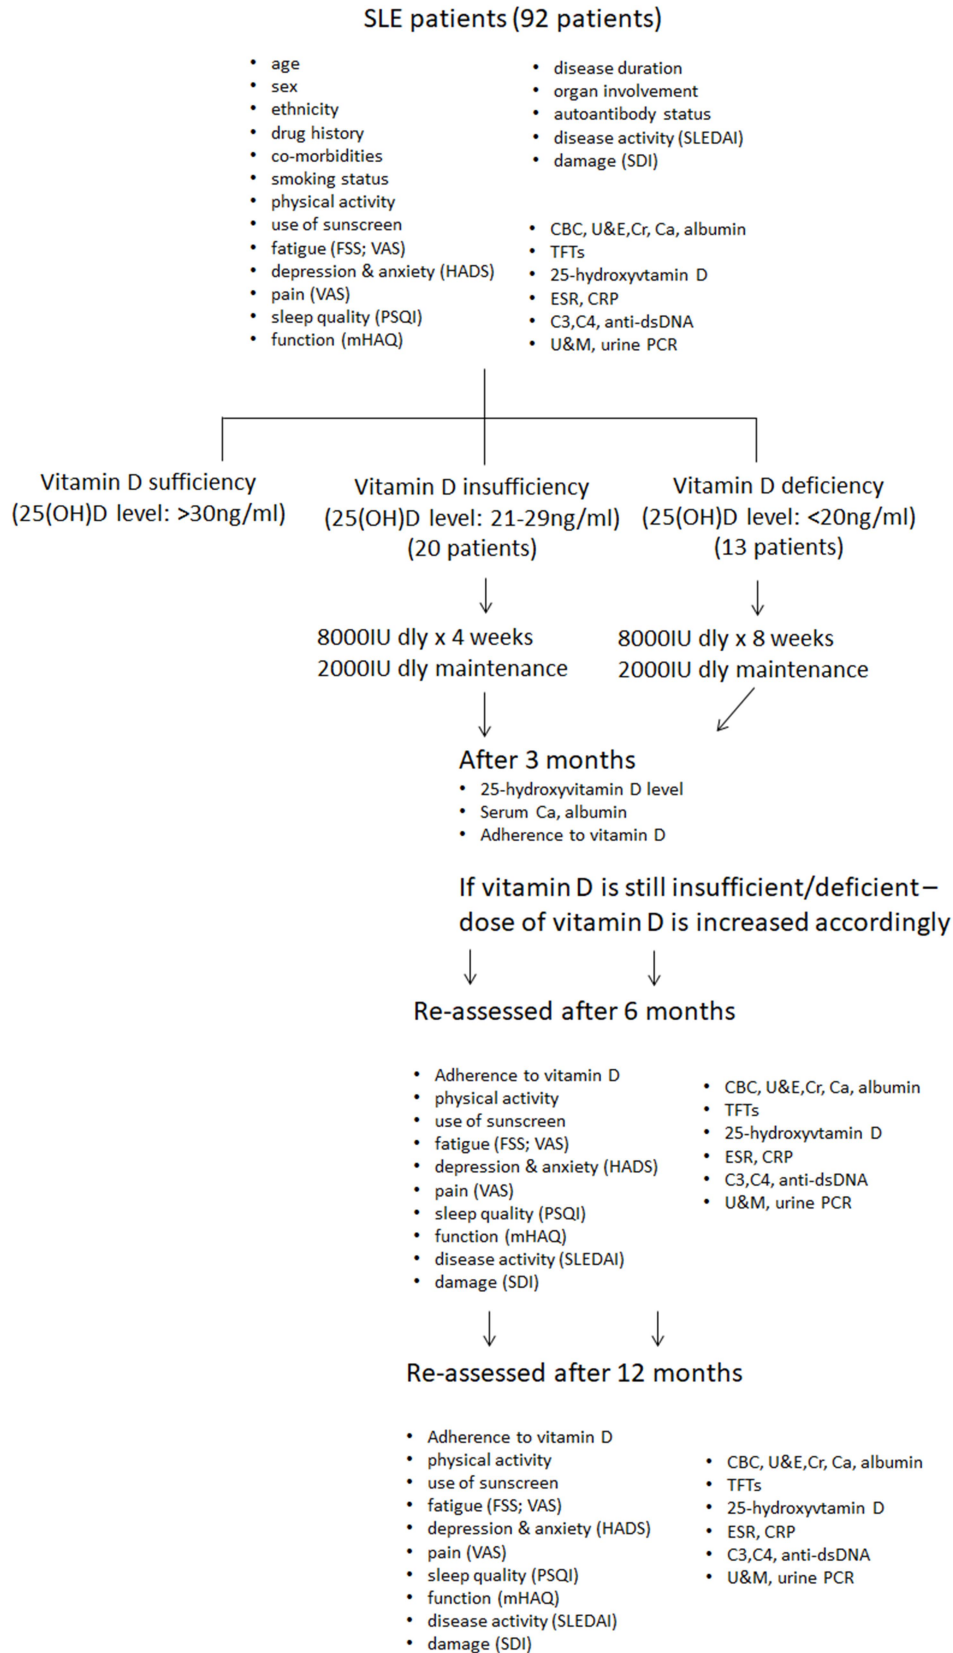 SLE patients (92 patients)
• age
• sex
• ethnicity
• drug history
• co-morbidities
• smoking status
• physical activity
• use of sunscreen
• fatigue (FSS; VAS)
• depression & anxiety (HADS)
• pain (VAS)
• sleep quality (PSQI)
• function (mHAQ)
• disease duration
• organ involvement
• autoantibody status
• disease activity (SLEDAI)
• damage (SDI)
• CBC, U&E,Cr, Ca, albumin
• TFTs
• 25-hydroxyvtamin D
• ESR, CRP
• C3,C4, anti-dsDNA
• U&M, urine PCR
Vitamin D sufficiency
(25(OH)D level: >30ng/ml)
Vitamin D insufficiency
(25(OH)D level: 21-29ng/ml)
(20 patients)
Vitamin D deficiency
(25(OH)D level: <20ng/ml)
(13 patients)
8000IU dly x 4 weeks
2000IU dly maintenance
8000IU dly x 8 weeks
2000IU dly maintenance
After 3 months
• 25-hydroxyvitamin D level
• Serum Ca, albumin
• Adherence to vitamin D
If vitamin D is still insufficient/deficient –
dose of vitamin D is increased accordingly
Re-assessed after 6 months
• Adherence to vitamin D
• physical activity
• use of sunscreen
• fatigue (FSS; VAS)
• depression & anxiety (HADS)
• pain (VAS)
• sleep quality (PSQI)
• function (mHAQ)
• disease activity (SLEDAI)
• damage (SDI)
• CBC, U&E,Cr, Ca, albumin
• TFTs
• 25-hydroxyvtamin D
• ESR, CRP
• C3,C4, anti-dsDNA
• U&M, urine PCR
Re-assessed after 12 months
• Adherence to vitamin D
• physical activity
• use of sunscreen
• fatigue (FSS; VAS)
• depression & anxiety (HADS)
• pain (VAS)
• sleep quality (PSQI)
• function (mHAQ)
• disease activity (SLEDAI)
• damage (SDI)
• CBC, U&E,Cr, Ca, albumin
• TFTs
• 25-hydroxyvtamin D
• ESR, CRP
• C3,C4, anti-dsDNA
• U&M, urine PCR